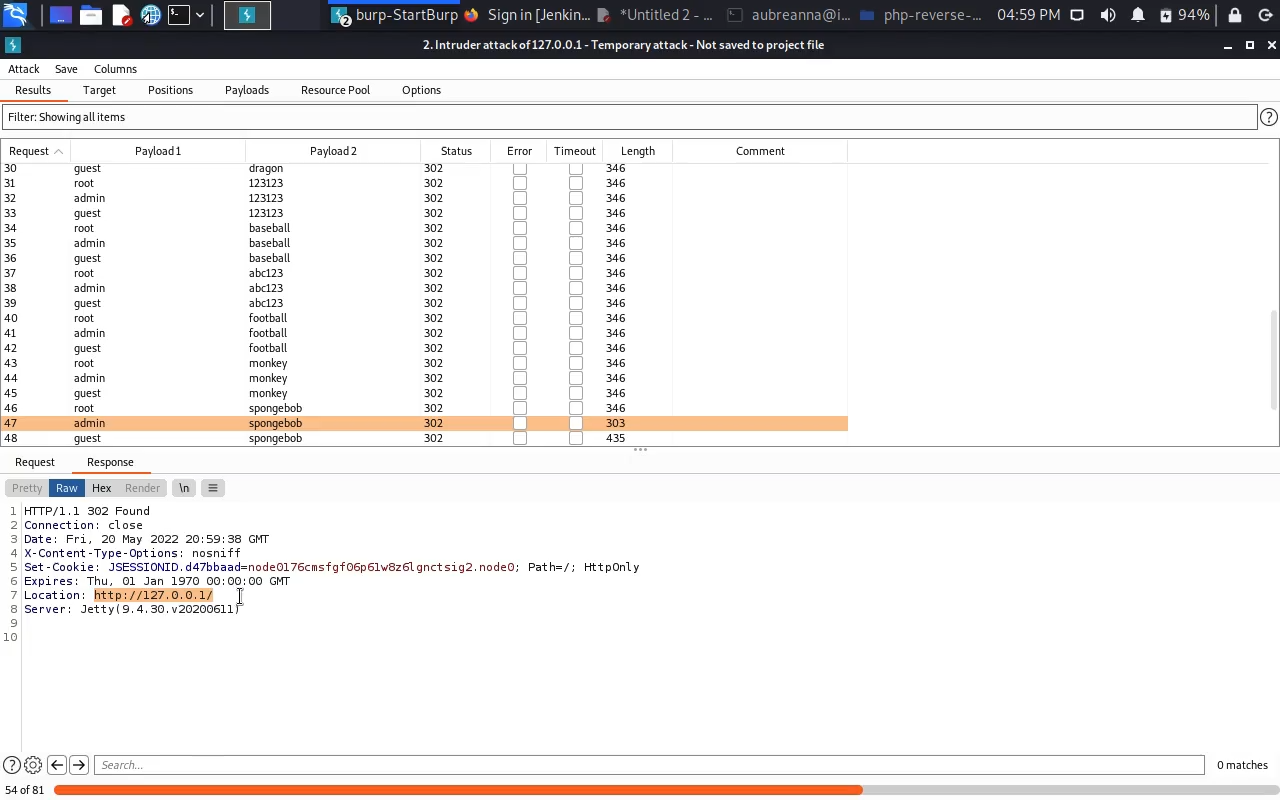 2 burp-StartBurp Sign in [Jenkin... *Untitled 2 - ... aubreanna@i... php-reverse-... 04:59 PM 94%
2. Intruder attack of 127.0.0.1 - Temporary attack - Not saved to project file
Attack Save Columns
Results Target Positions Payloads Resource Pool Options
Filter: Showing all items ?
Request Payload 1 Payload 2 Status Error Timeout Length Comment
30 guest dragon 302 346
31 root 123123 302 346
32 admin 123123 302 346
33 guest 123123 302 346
34 root baseball 302 346
35 admin baseball 302 346
36 guest baseball 302 346
37 root abc123 302 346
38 admin abc123 302 346
39 guest abc123 302 346
40 root football 302 346
41 admin football 302 346
42 guest football 302 346
43 root monkey 302 346
44 admin monkey 302 346
45 guest monkey 302 346
46 root spongebob 302 346
47 admin spongebob 302 303
48 guest spongebob 302 435
Request Response
Pretty Raw Hex Render \n
1 HTTP/1.1 302 Found
2 Connection: close
3 Date: Fri, 20 May 2022 20:59:38 GMT
4 X-Content-Type-Options: nosniff
5 Set-Cookie: JSESSIONID.d47bbaad=node0176cmsfgf06p61w8z6lgnctsig2.node0; Path=/; HttpOnly
6 Expires: Thu, 01 Jan 1970 00:00:00 GMT
7 Location: http://127.0.0.1/
8 Server: Jetty(9.4.30.v20200611)
9
10
? Search... 0 matches
54 of 81